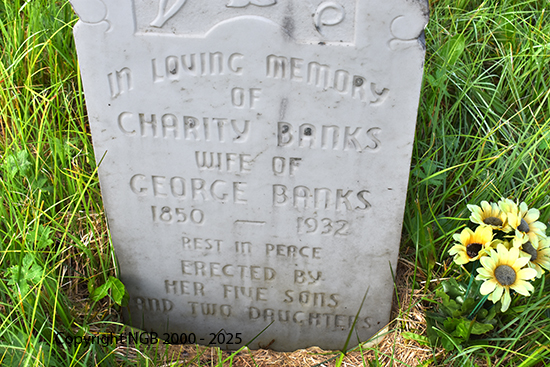 IN LOVING MEMORY
OF
CHARITY BANKS
WIFE OF
GEORGE BANKS
1850 — 1932
REST IN PEACE
ERECTED BY
HER FIVE SONS
AND TWO DAUGHTERS.
Copyright NGB 2000 - 2025